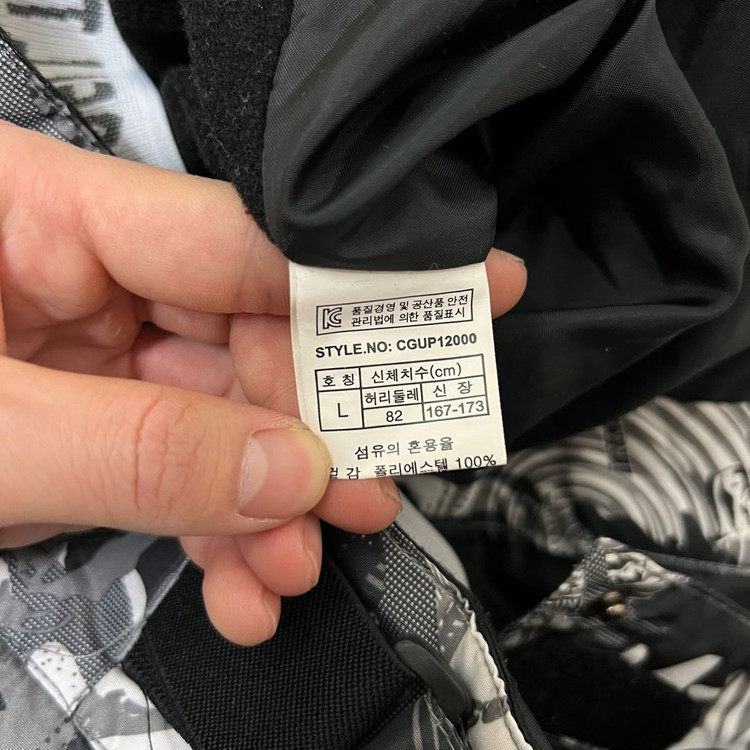 KC 품질경영 및 공산품 안전
관리법에 의한 품질표시
STYLE.NO: CGUP12000
호 칭 신체치수(cm)
허리둘레 신 장
L 82 167-173
섬유의 혼용율
겉 감 폴리에스텔 100%